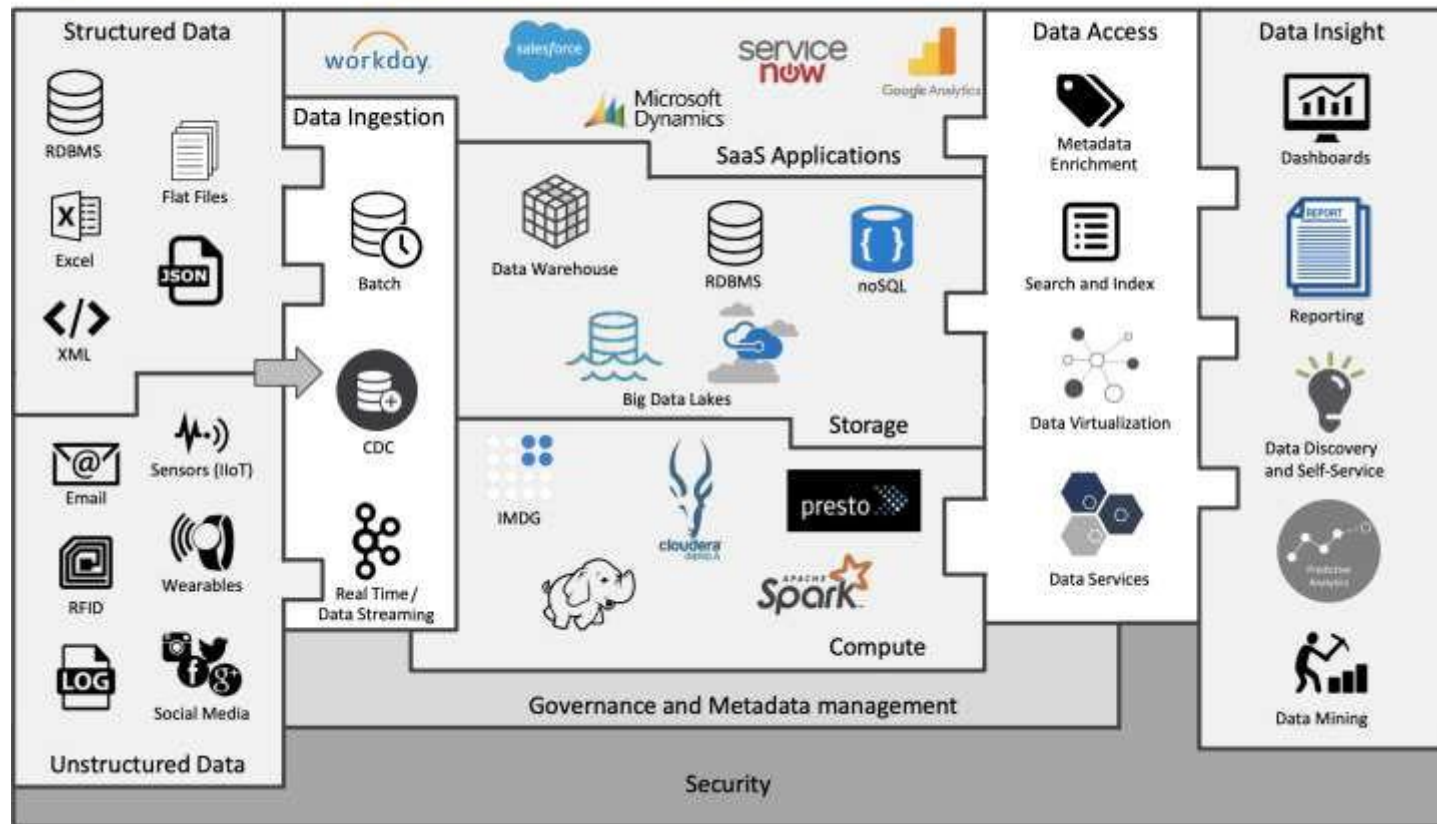 Structured Data
RDBMS
Flat Files
X
Excel
JSON
</>
XML
@
Email
Sensors (IIoT)
RFID
Wearables
LOG
f
g+
Social Media
Unstructured Data
Data Ingestion
Batch
CDC
Real Time /
Data Streaming
workday.
salesforce
service
now
Microsoft
Dynamics
Google Analytics
SaaS Applications
Data Warehouse
RDBMS
{ }
noSQL
Big Data Lakes
Storage
IMDG
cloudera
presto
APACHE
Spark
Compute
Governance and Metadata management
Security
Data Access
Metadata
Enrichment
Search and Index
Data Virtualization
Data Services
Data Insight
Dashboards
REPORT
Reporting
Data Discovery
and Self-Service
Predictive
Analytics
Data Mining